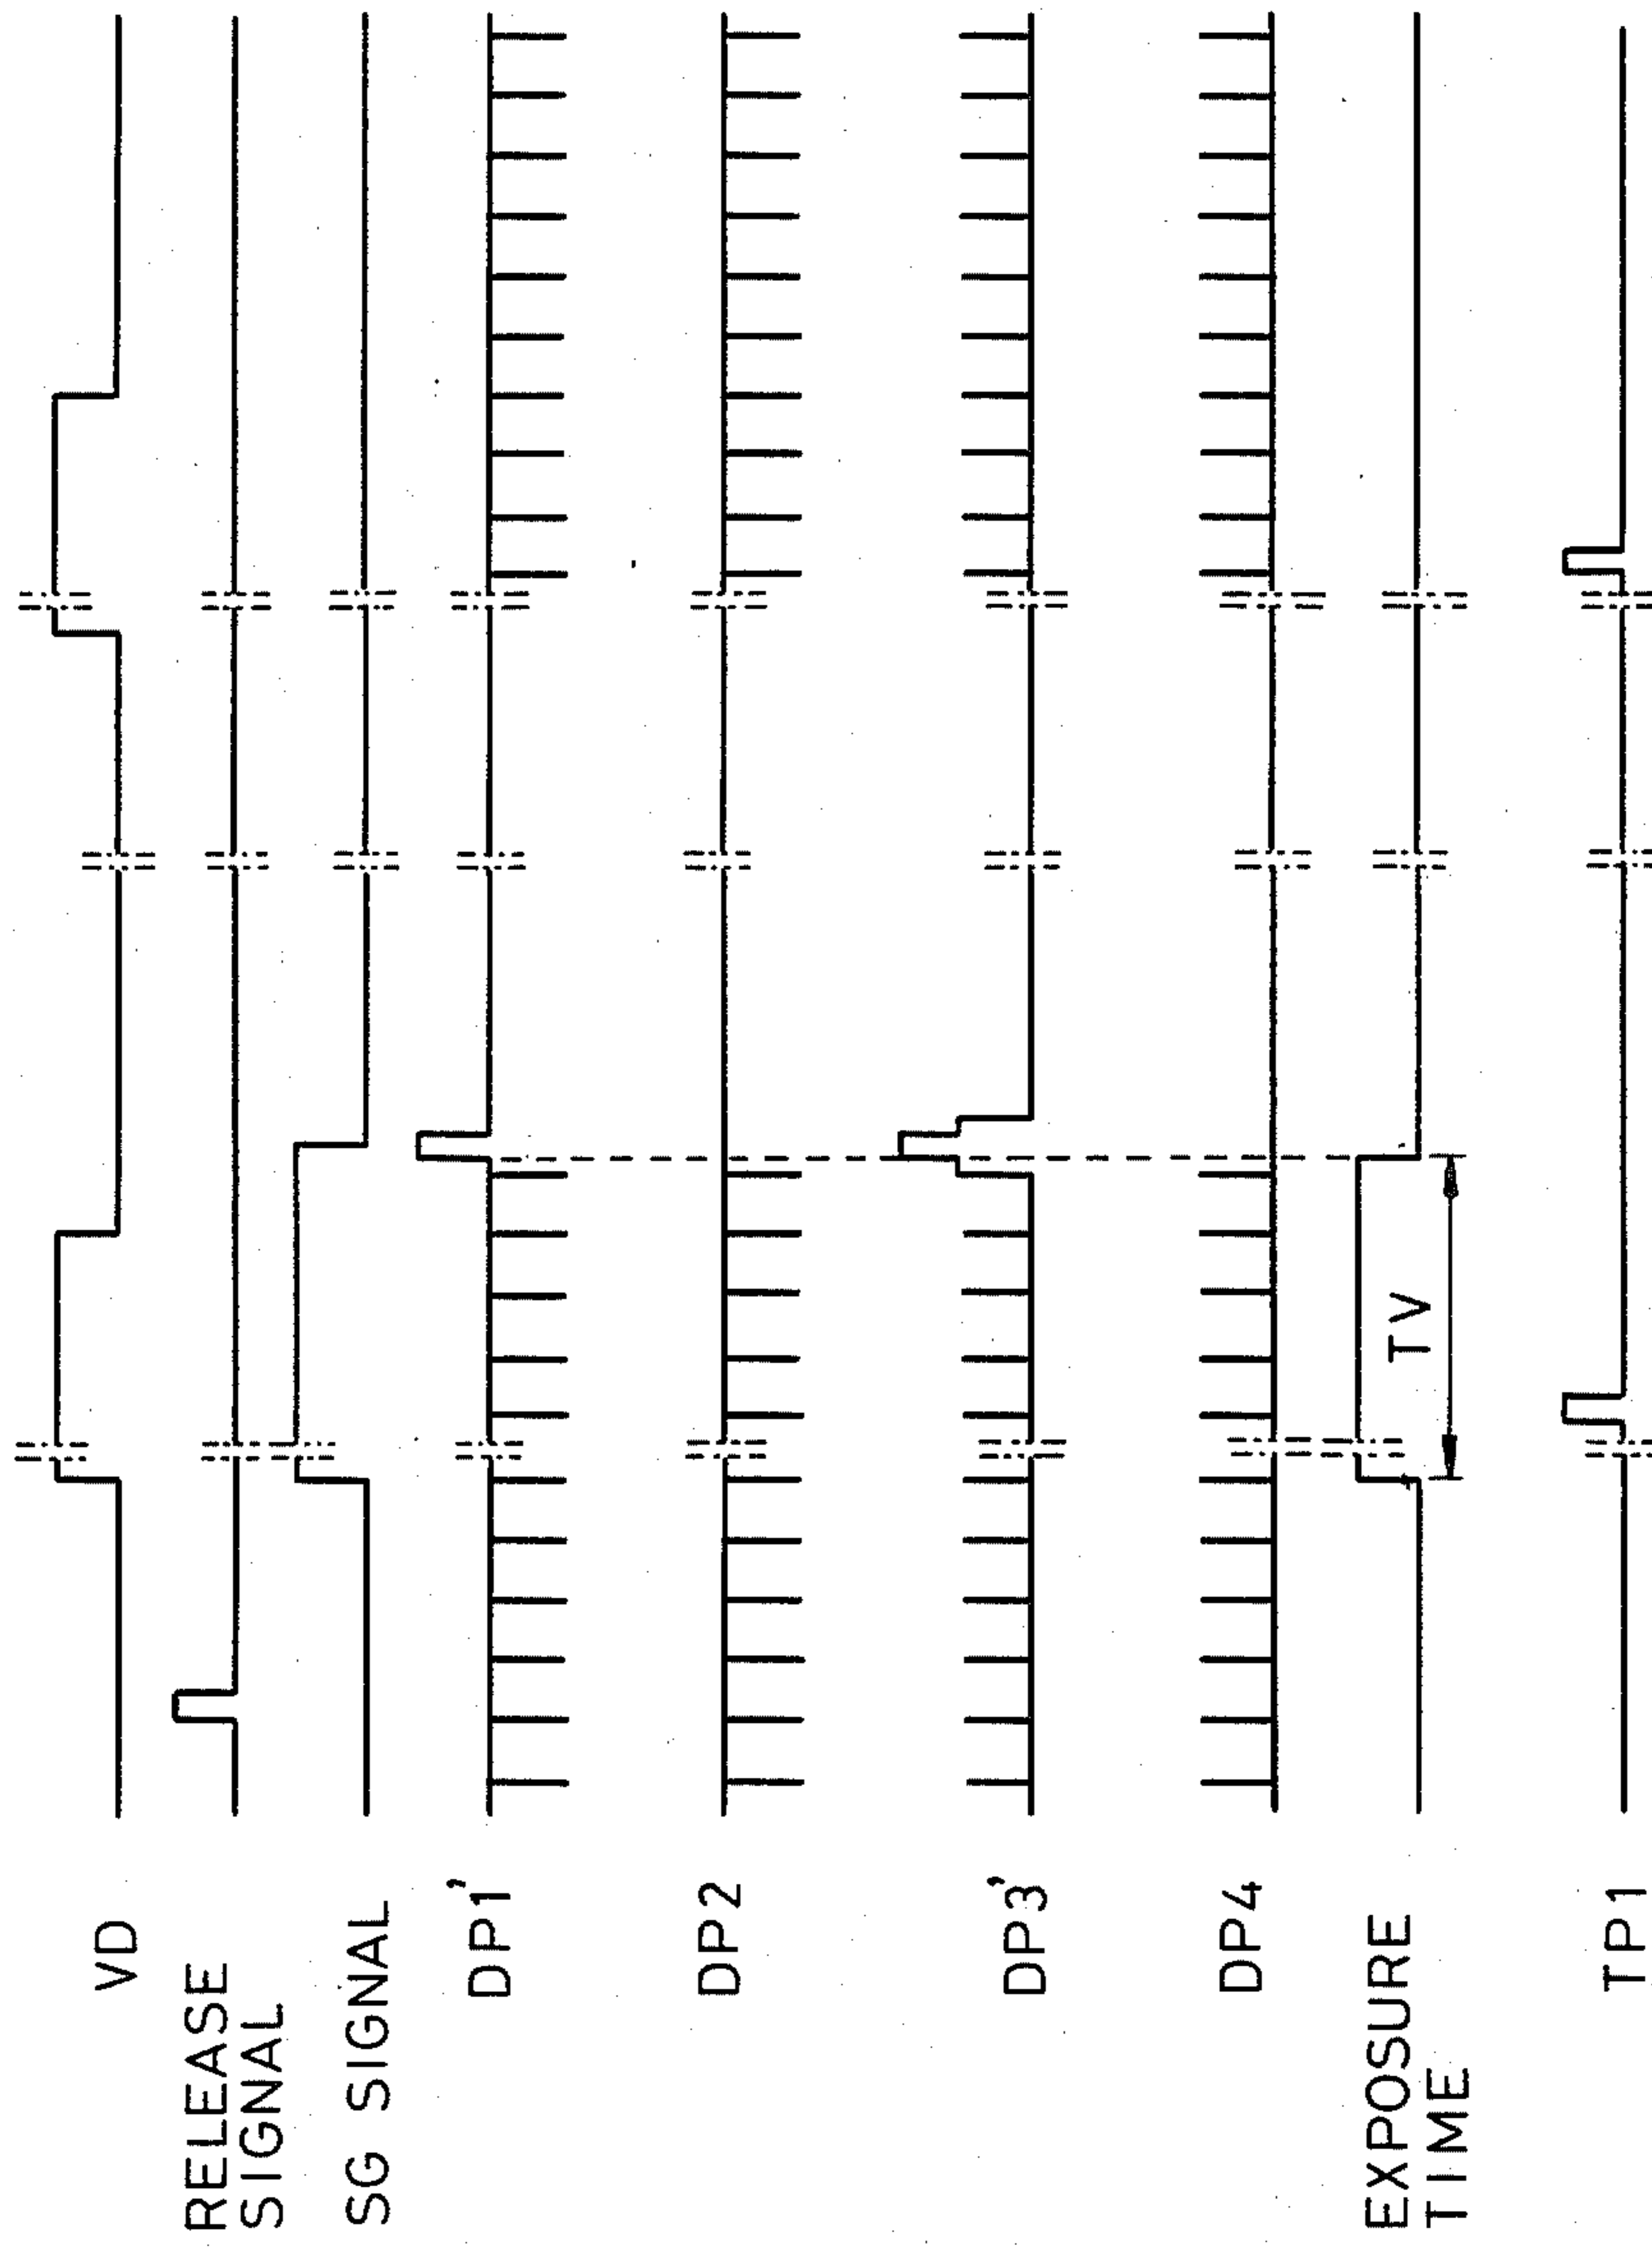 VD
RELEASE
SIGNAL
SG SIGNAL
DP1'
DP2
DP3'
DP4
EXPOSURE
TIME
TV
TP1